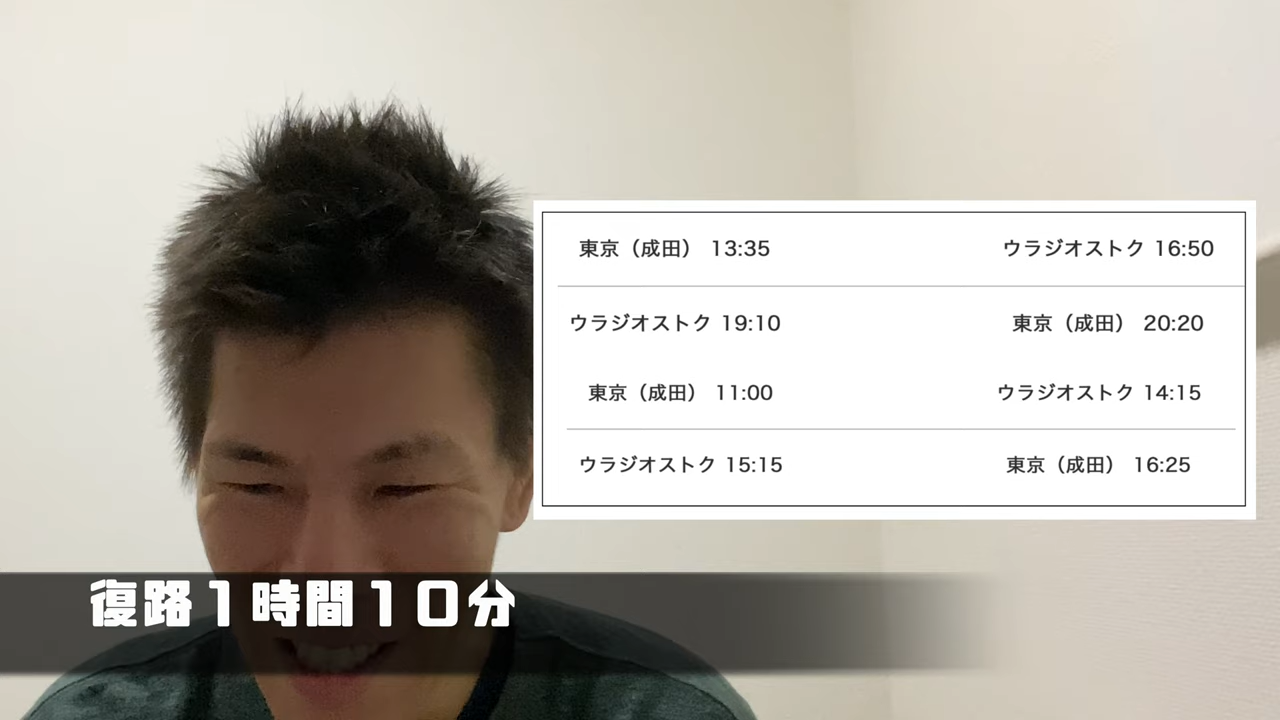 東京（成田） 13:35 ウラジオストク 16:50
ウラジオストク 19:10 東京（成田） 20:20
東京（成田） 11:00 ウラジオストク 14:15
ウラジオストク 15:15 東京（成田） 16:25
復路１時間１０分